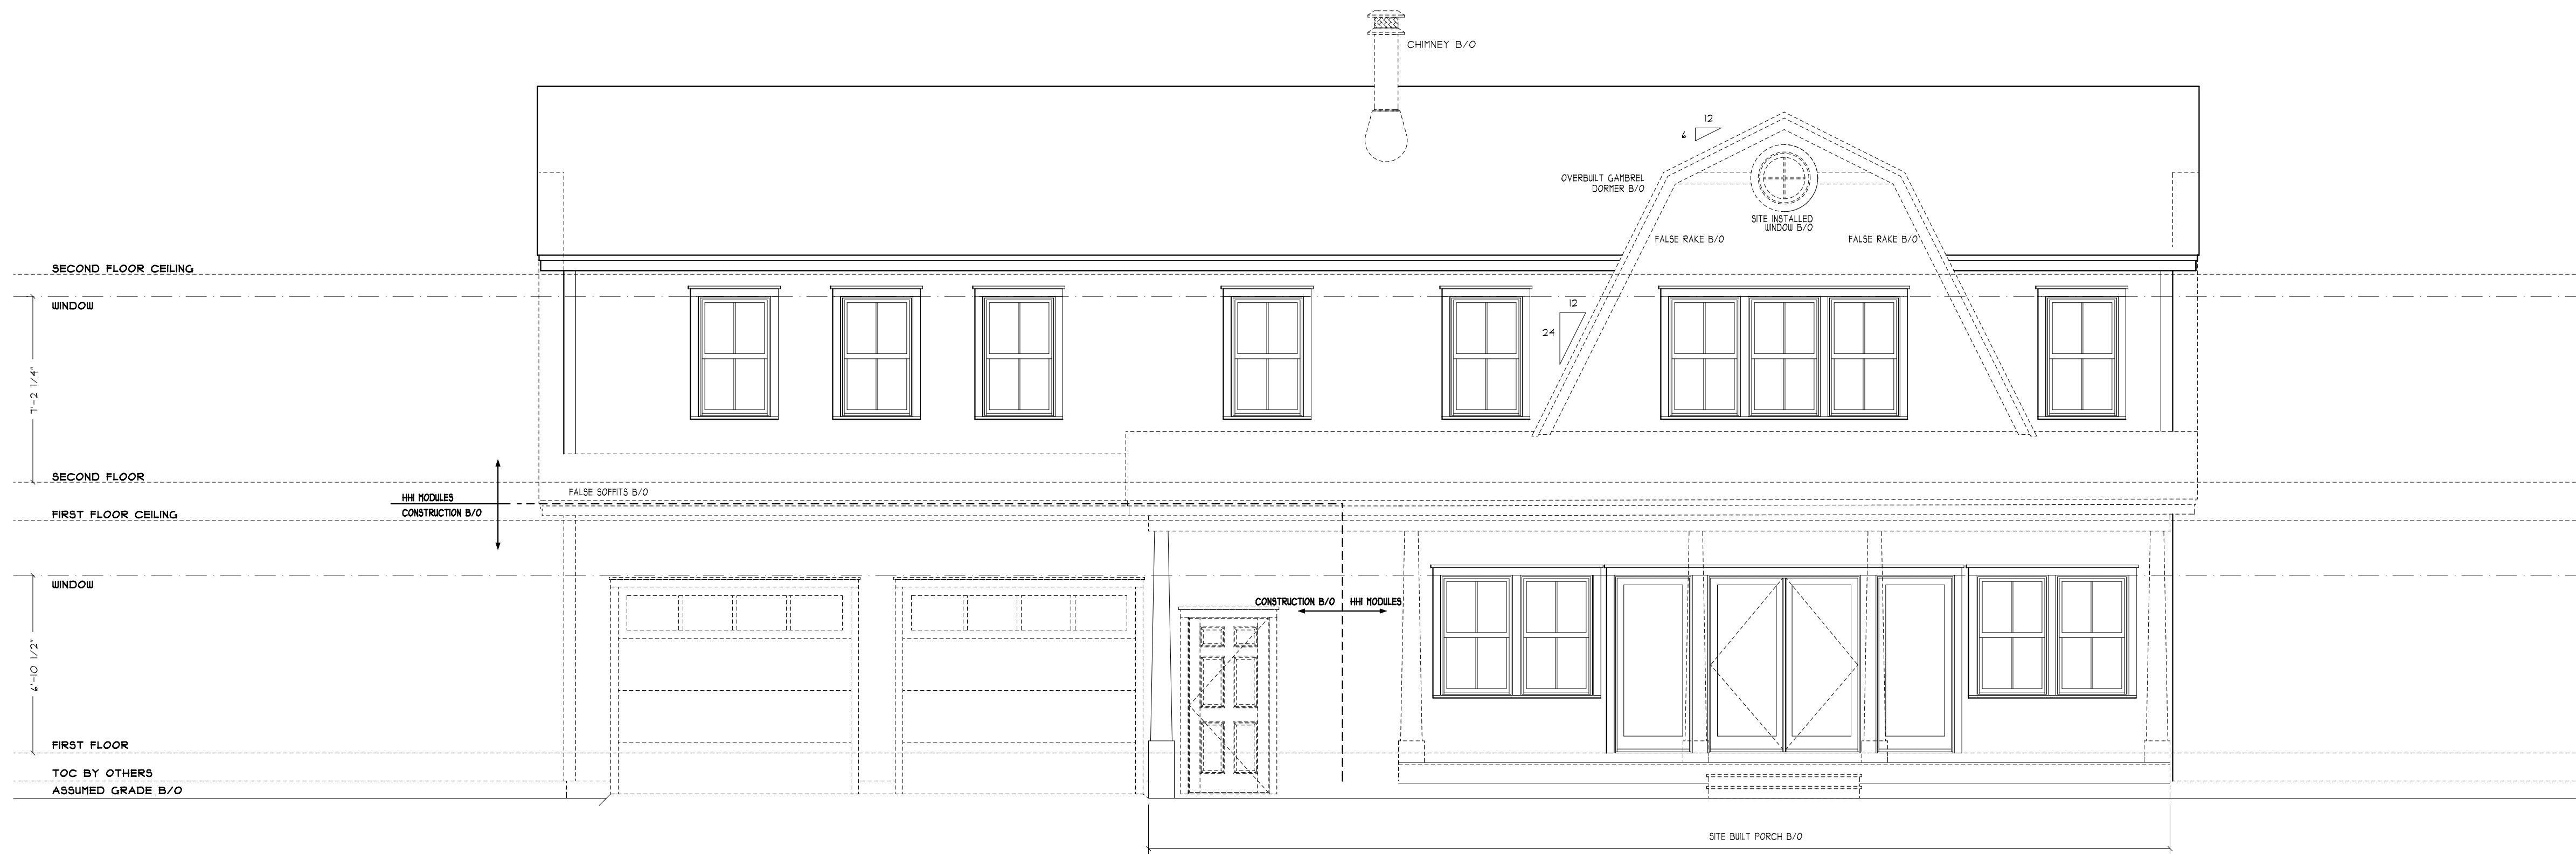 CHIMNEY B/O
12
6
OVERBUILT GAMBREL
DORMER B/O
SITE INSTALLED
WINDOW B/O
FALSE RAKE B/O
FALSE RAKE B/O
SECOND FLOOR CEILING
WINDOW
12
24
7'-2 1/4"
SECOND FLOOR
FALSE SOFFITS B/O
HHI MODULES
CONSTRUCTION B/O
FIRST FLOOR CEILING
WINDOW
CONSTRUCTION B/O
HHI MODULES
6'-10 1/2"
FIRST FLOOR
TOC BY OTHERS
ASSUMED GRADE B/O
SITE BUILT PORCH B/O